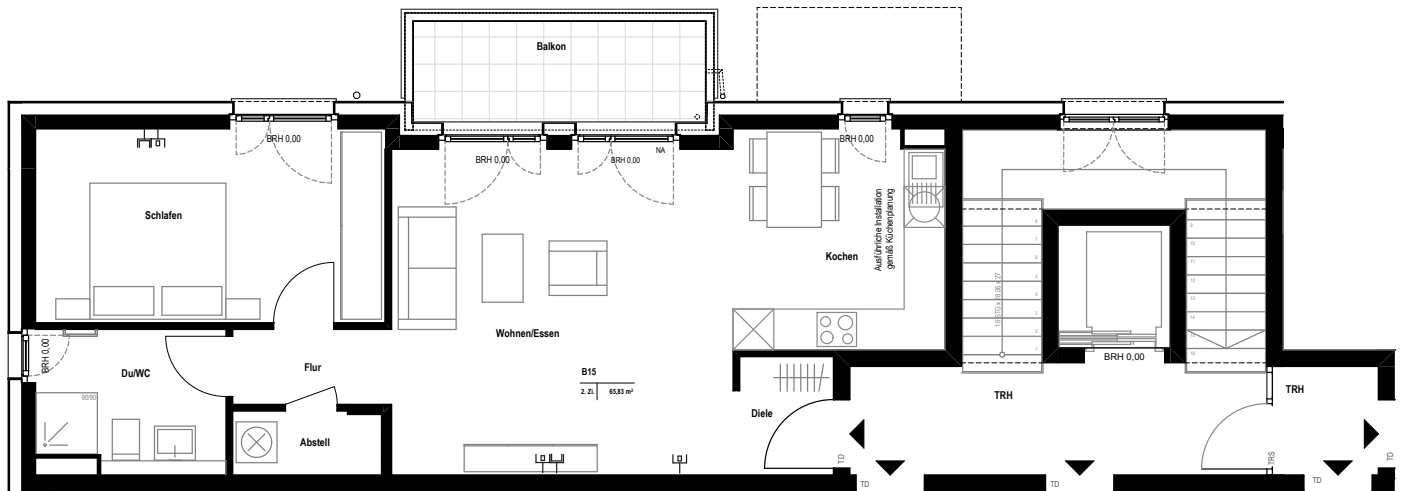 Balkon
BRH 0,00
BRH 0,00
BRH 0,00
NA
BRH 0,00
Schlafen
Kochen
Ausführliche Installation
gemäß Küchenplanung
Wohnen/Essen
BRH 0,00
BRH 0,00
Du/WC
Flur
B15
2. Zi.
65,83 m²
90/90
Diele
TRH
TRH
Abstell
TD
TRS
TD
TD
TD
TD